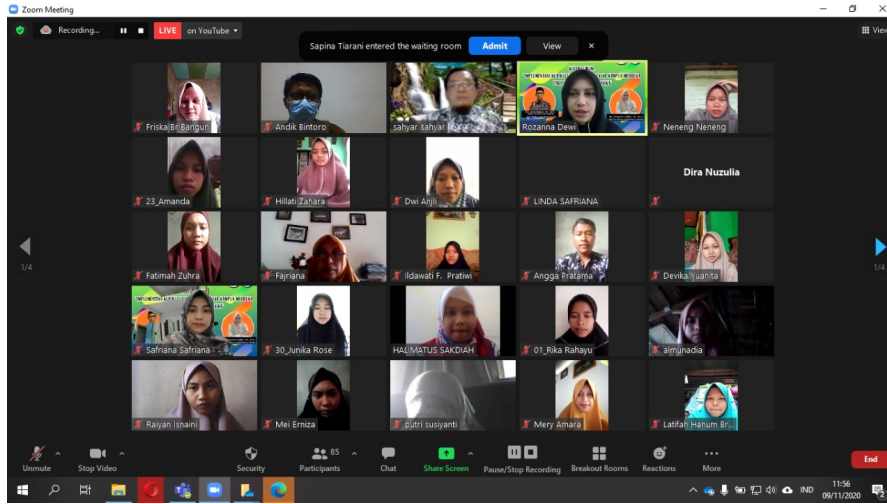 Zoom Meeting
Recording...
LIVE on YouTube
View
Sapina Tiarani entered the waiting room
Admit
View
Friska Br Bangun
Andik Bintoro
sahyar sahyar
Rozanna Dewi
Neneng Neneng
23_Amanda
Hillati Zahara
Dwi Anjli
LINDA SAFRIANA
Dira Nuzulia
Fatimah Zuhra
Fajriana
Ildawati F. Pratiwi
Angga Pratama
Devika Yuanita
1/4
1/4
Safriana Safriana
30_Junika Rose
HALIMATUS SAKDIAH
01_Rika Rahayu
almunadia
Raiyan Isnaini
Mei Erniza
putri susiyanti
Mery Amara
Latifah Hanum Br...
85
Unmute
Stop Video
Security
Participants
Chat
Share Screen
Pause/Stop Recording
Breakout Rooms
Reactions
More
End
IND
11:56
09/11/2020